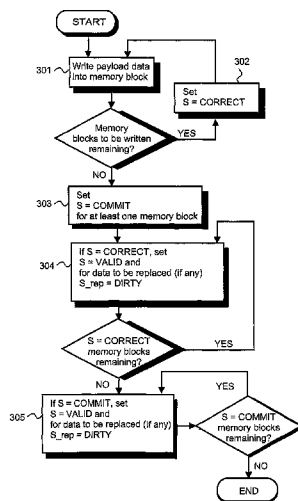 START
301
Write payload data
into memory block
302
Set
S = CORRECT
Memory
blocks to be written
remaining?
YES
NO
303
Set
S = COMMIT
for at least one memory block
304
If S = CORRECT, set
S = VALID and
for data to be replaced (if any)
S_rep = DIRTY
S = CORRECT
memory blocks
remaining?
YES
NO
305
If S = COMMIT, set
S = VALID and
for data to be replaced (if any)
S_rep = DIRTY
YES
S = COMMIT
memory blocks
remaining?
NO
END